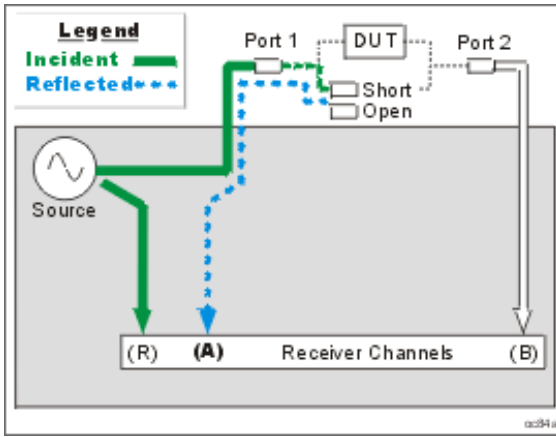 Legend
Incident
Reflected
Port 1
DUT
Port 2
Short
Open
Source
(R)
(A)
Receiver Channels
(B)